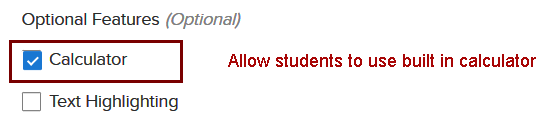 Optional Features (Optional)
Calculator Allow students to use built in calculator
Text Highlighting